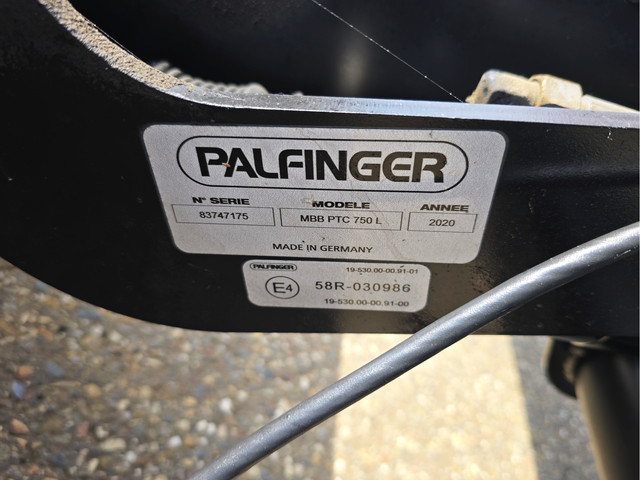 PALFINGER
N° SERIE MODELE ANNEE
83747175 MBB PTC 750 L 2020
MADE IN GERMANY
PALFINGER 19-530.00-00.91-01
E4 58R-030986
19-530.00-00.91-00